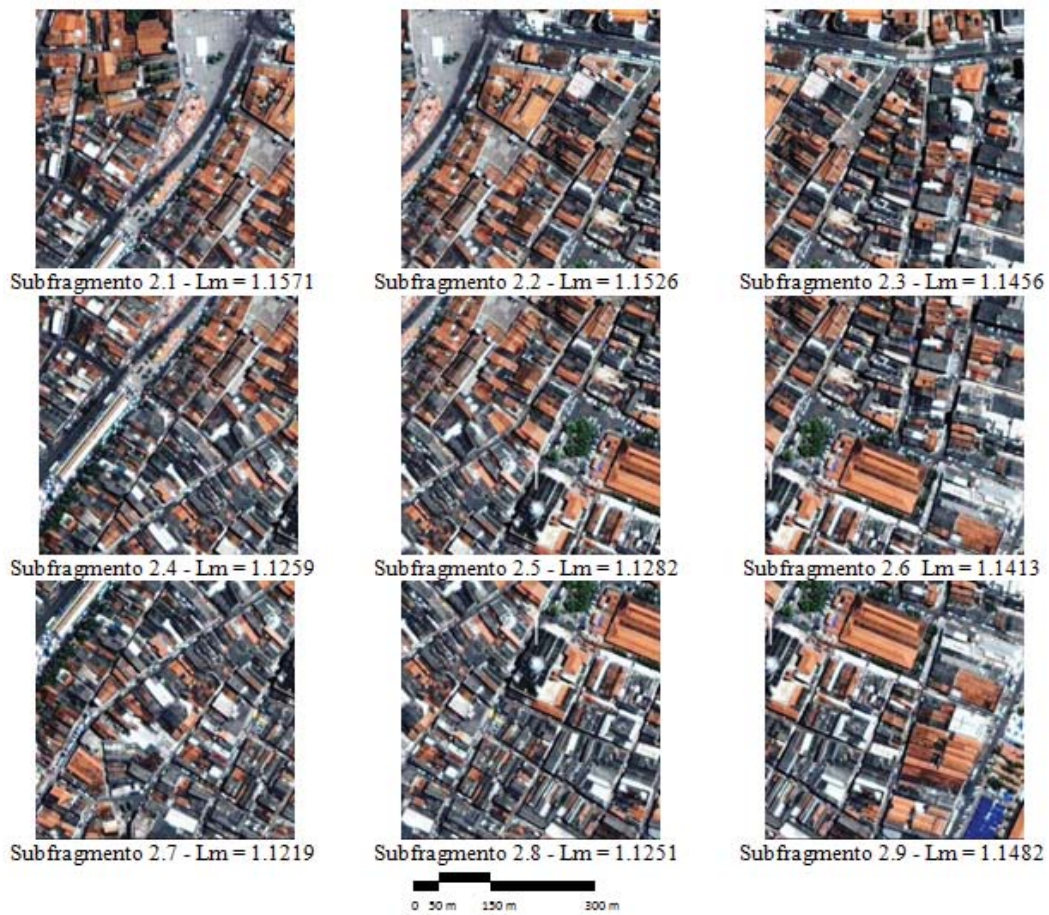 Subfragmento 2.1 - Lm = 1.1571
Subfragmento 2.2 - Lm = 1.1526
Subfragmento 2.3 - Lm = 1.1456
Subfragmento 2.4 - Lm = 1.1259
Subfragmento 2.5 - Lm = 1.1282
Subfragmento 2.6 Lm = 1.1413
Subfragmento 2.7 - Lm = 1.1219
Subfragmento 2.8 - Lm = 1.1251
Subfragmento 2.9 - Lm = 1.1482
0 50 m 150 m 300 m